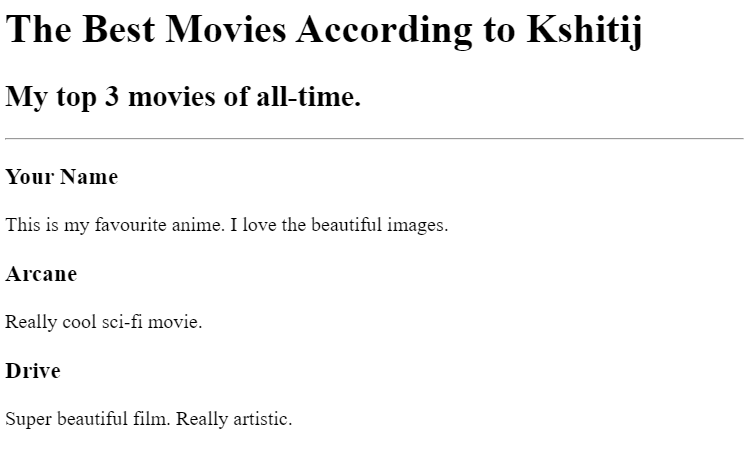 The Best Movies According to Kshitij
My top 3 movies of all-time.
Your Name
This is my favourite anime. I love the beautiful images.
Arcane
Really cool sci-fi movie.
Drive
Super beautiful film. Really artistic.